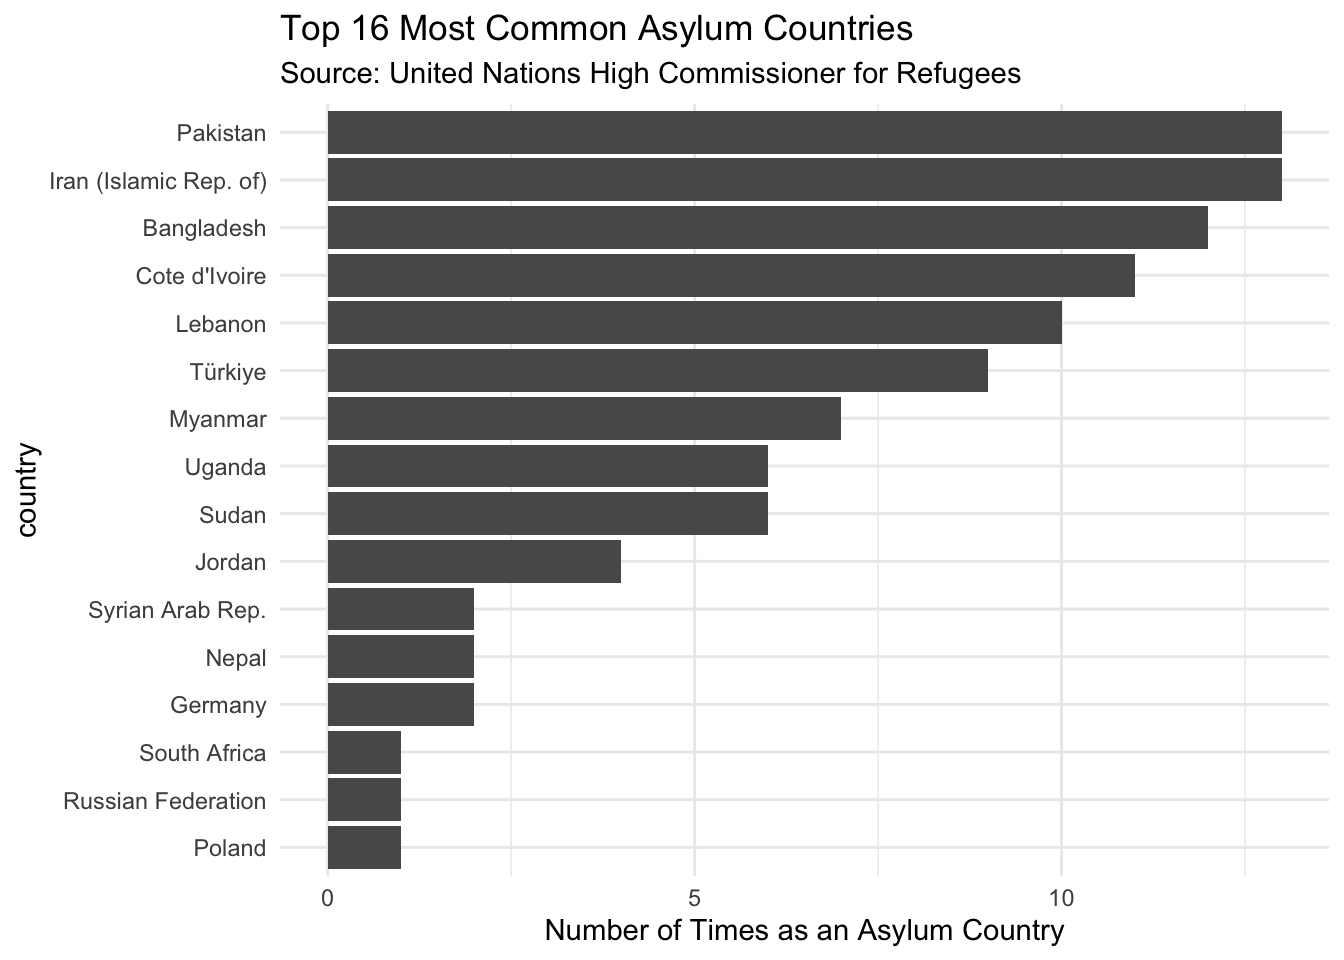 Top 16 Most Common Asylum Countries
Source: United Nations High Commissioner for Refugees
Pakistan
Iran (Islamic Rep. of)
Bangladesh
Cote d'Ivoire
Lebanon
Türkiye
Myanmar
Uganda
Sudan
Jordan
Syrian Arab Rep.
Nepal
Germany
South Africa
Russian Federation
Poland
country
0 5 10
Number of Times as an Asylum Country